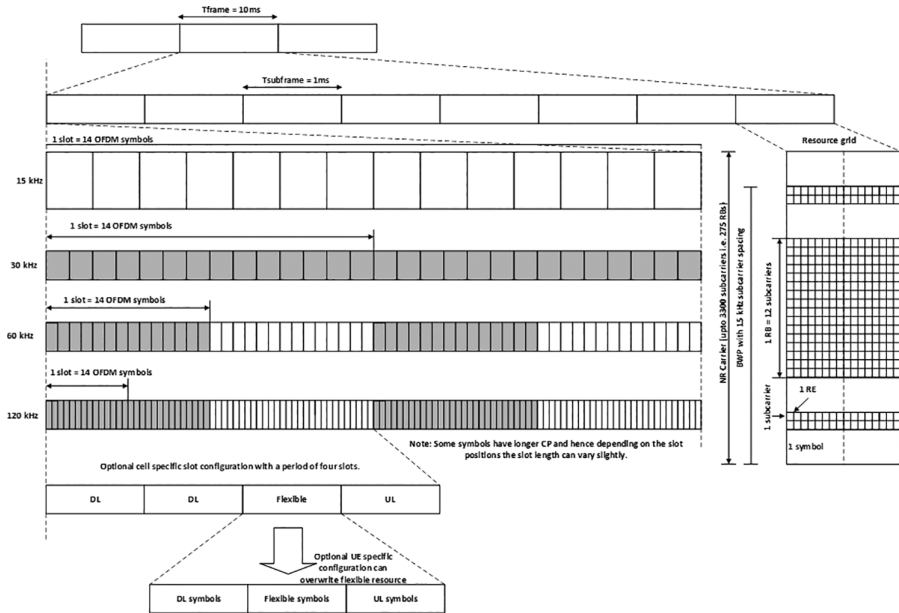 Tframe = 10ms
Tsubframe = 1ms
1 slot = 14 OFDM symbols
Resource grid
15 kHz
1 slot = 14 OFDM symbols
30 kHz
1 slot = 14 OFDM symbols
60 kHz
1 slot = 14 OFDM symbols
120 kHz
NR Carrier (upto 3300 subcarriers i.e. 275 RBs)
BWP with 15 kHz subcarrier spacing
1 RB = 12 subcarriers
1 subcarrier
1 RE
1 symbol
Note: Some symbols have longer CP and hence depending on the slot
positions the slot length can vary slightly.
Optional cell specific slot configuration with a period of four slots.
DL
DL
Flexible
UL
Optional UE specific
configuration can
overwrite flexible resource
DL symbols
Flexible symbols
UL symbols